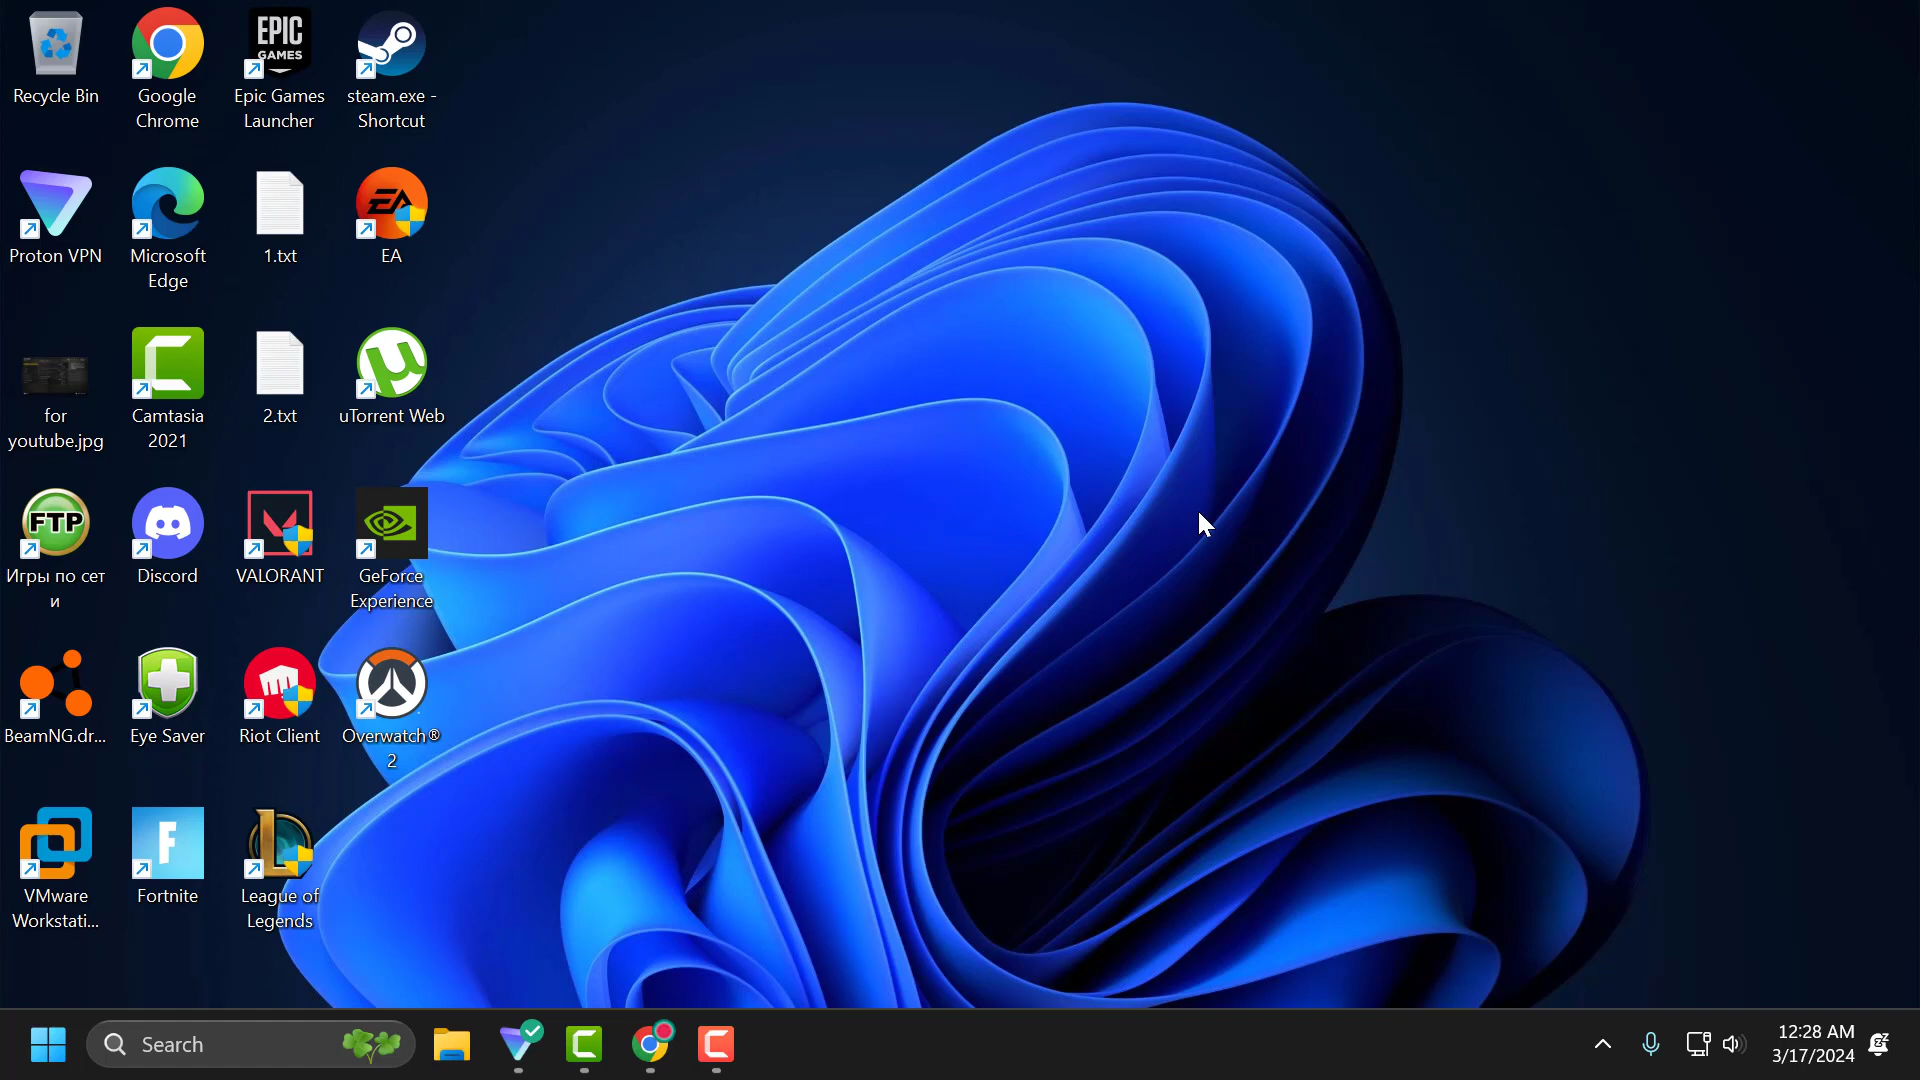 Recycle Bin
Google
Chrome
EPIC
GAMES
Epic Games
Launcher
steam.exe -
Shortcut
Proton VPN
Microsoft
Edge
1.txt
EA
EA
for
youtube.jpg
Camtasia
2021
2.txt
uTorrent Web
FTP
Игры по сет
и
Discord
VALORANT
GeForce
Experience
BeamNG.dr...
Eye Saver
Riot Client
Overwatch®
2
VMware
Workstati...
F
Fortnite
League of
Legends
Search
12:28 AM
3/17/2024